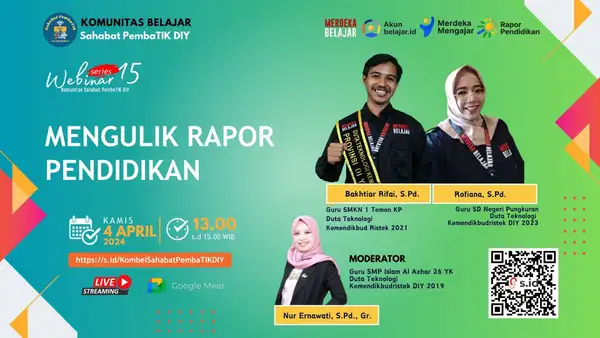 KOMUNITAS BELAJAR
Sahabat PembaTIK DIY
MERDEKA
BELAJAR
Akun
belajar.id
Merdeka
Mengajar
Rapor
Pendidikan
Webinar series 15
Komunitas Sahabat PembaTIK DIY
MENGULIK RAPOR
PENDIDIKAN
KAMIS
4 APRIL
2024
13.00
s.d 15.00 WIB
https://s.id/KombelSahabatPembaTIKDIY
LIVE
STREAMING
Google Meet
Bakhtiar Rifai, S.Pd.
Guru SMKN 1 Temon KP
Duta Teknologi
Kemendikbud Ristek 2021
Rofiana, S.Pd.
Guru SD Negeri Pungkuran
Duta Teknologi
Kemendikbudristek DIY 2023
MODERATOR
Guru SMP Islam Al Azhar 26 YK
Duta Teknologi
Kemendikbudristek DIY 2019
Nur Ernawati, S.Pd., Gr.
s.id